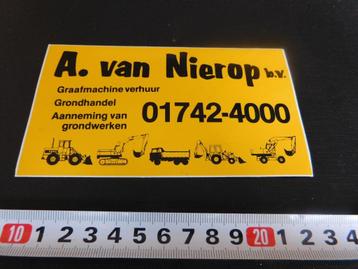 A. van Nierop b.v.
Graafmachine verhuur
Grondhandel
Aanneming van
grondwerken
01742-4000
10 1 2 3 4 5 6 7 8 9 20 1 2 3 4